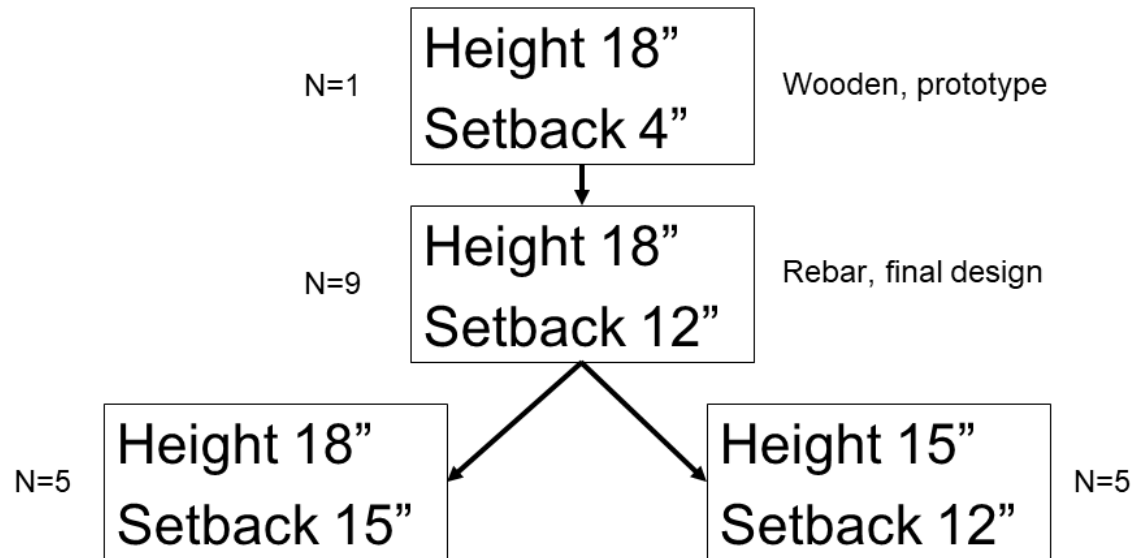 N=1
Height 18”
Setback 4”
Wooden, prototype
N=9
Height 18”
Setback 12”
Rebar, final design
N=5
Height 18”
Setback 15”
Height 15”
Setback 12”
N=5